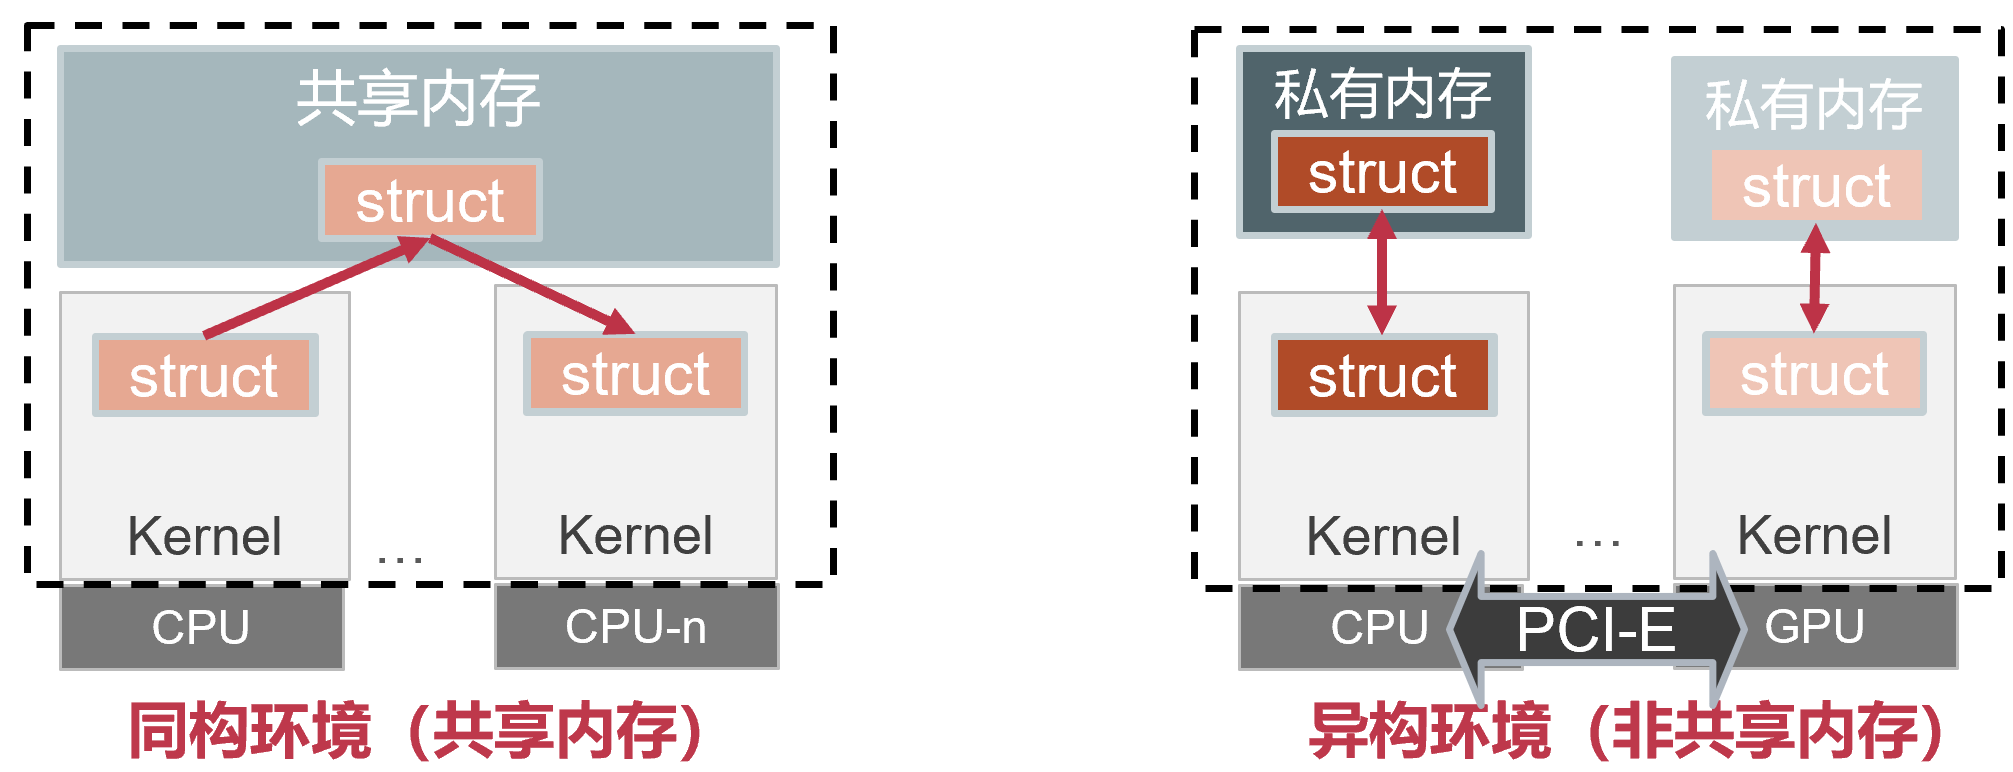 共享内存
struct
struct
struct
Kernel
...
Kernel
CPU
CPU-n
同构环境（共享内存）
私有内存
私有内存
struct
struct
struct
struct
Kernel
...
Kernel
CPU
PCI-E
GPU
异构环境（非共享内存）